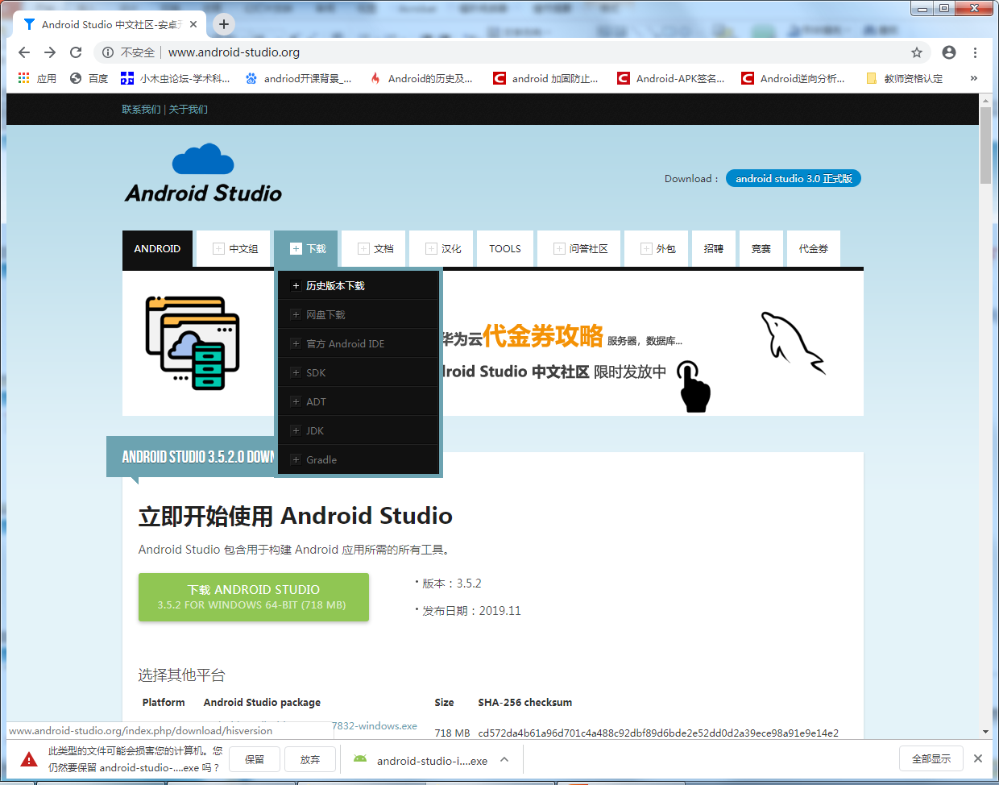 Android Studio 中文社区-安卓
不安全 www.android-studio.org
应用 百度 小木虫论坛-学术科... andriod开课背景_... Android的历史及... android 加固防止... Android-APK签名... Android逆向分析... 教师资格认定 »
联系我们 | 关于我们
Android Studio
Download : android studio 3.0 正式版
ANDROID 中文组 下载 文档 汉化 TOOLS 问答社区 外包 招聘 竞赛 代金券
历史版本下载
网盘下载
官方 Android IDE
SDK
ADT
JDK
Gradle
华为云代金券攻略 服务器，数据库...
roid Studio 中文社区 限时发放中
ANDROID STUDIO 3.5.2.0 DOWN
立即开始使用 Android Studio
Android Studio 包含用于构建 Android 应用所需的所有工具。
下载 ANDROID STUDIO
3.5.2 FOR WINDOWS 64-BIT (718 MB)
版本：3.5.2
发布日期：2019.11
选择其他平台
Platform Android Studio package Size SHA-256 checksum
7832-windows.exe 718 MB cd572da4b61a96d701c4a488c92dbf89d6bde2e52dd0d2a39ece98a91e9e14e2
www.android-studio.org/index.php/download/hisversion
此类型的文件可能会损害您的计算机。您
仍然要保留 android-studio-....exe 吗？
保留 放弃 android-studio-i....exe 全部显示